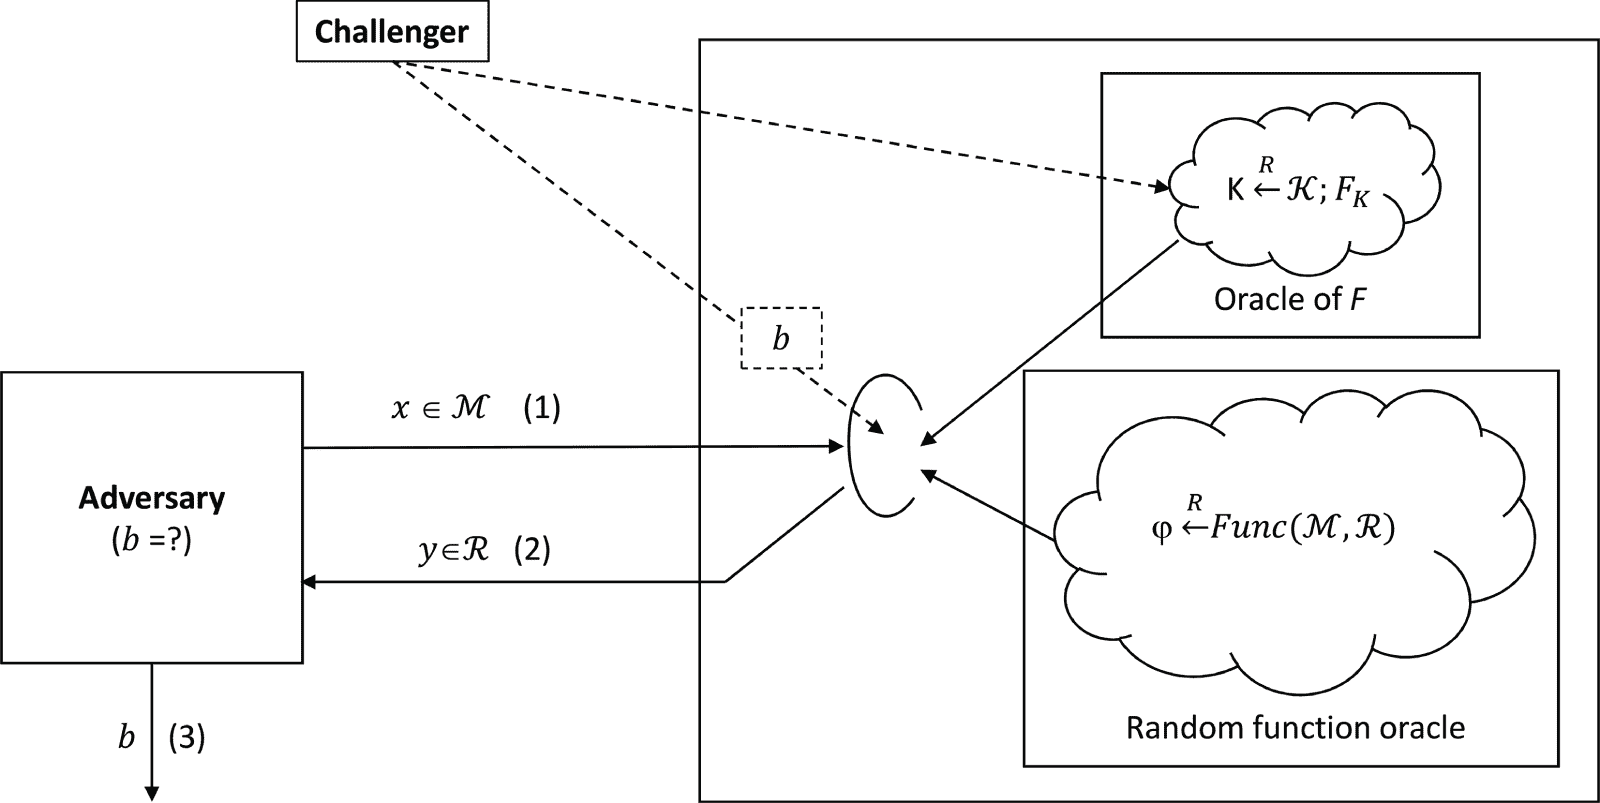 Challenger
R
K ← 𝒦; F_K
Oracle of F
b
x ∈ ℳ (1)
Adversary
(b =?)
y∈ℛ (2)
R
φ ←Func(ℳ, ℛ)
Random function oracle
b (3)